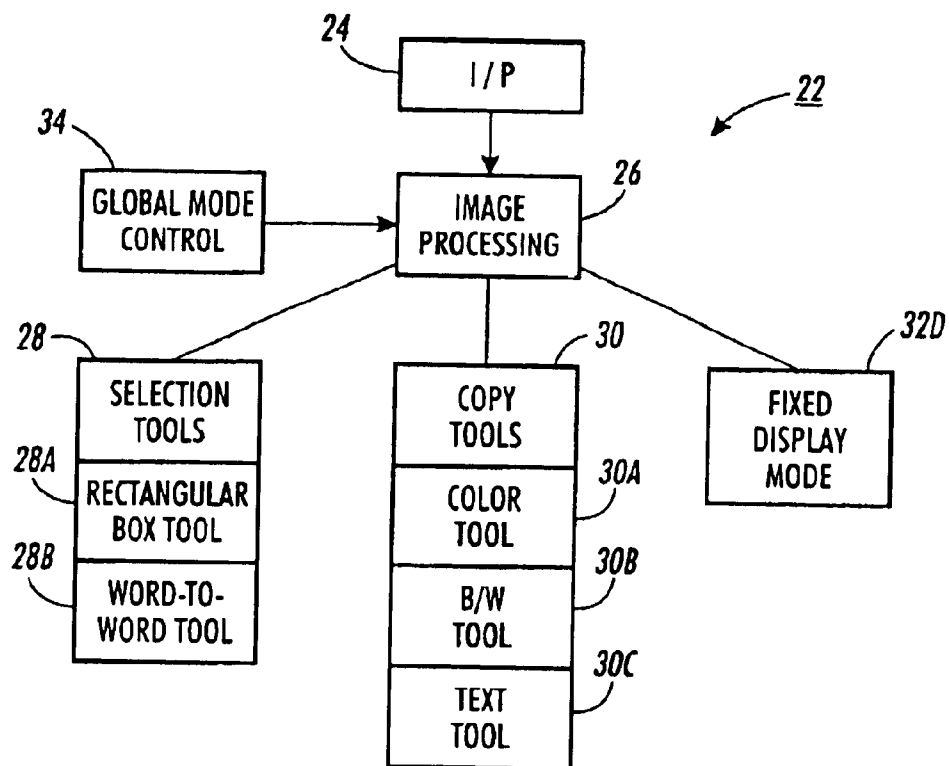 24
I / P
22
34
GLOBAL MODE
CONTROL
26
IMAGE
PROCESSING
28
SELECTION
TOOLS
28A
RECTANGULAR
BOX TOOL
28B
WORD-TO-
WORD TOOL
30
COPY
TOOLS
30A
COLOR
TOOL
30B
B/W
TOOL
30C
TEXT
TOOL
32D
FIXED
DISPLAY
MODE